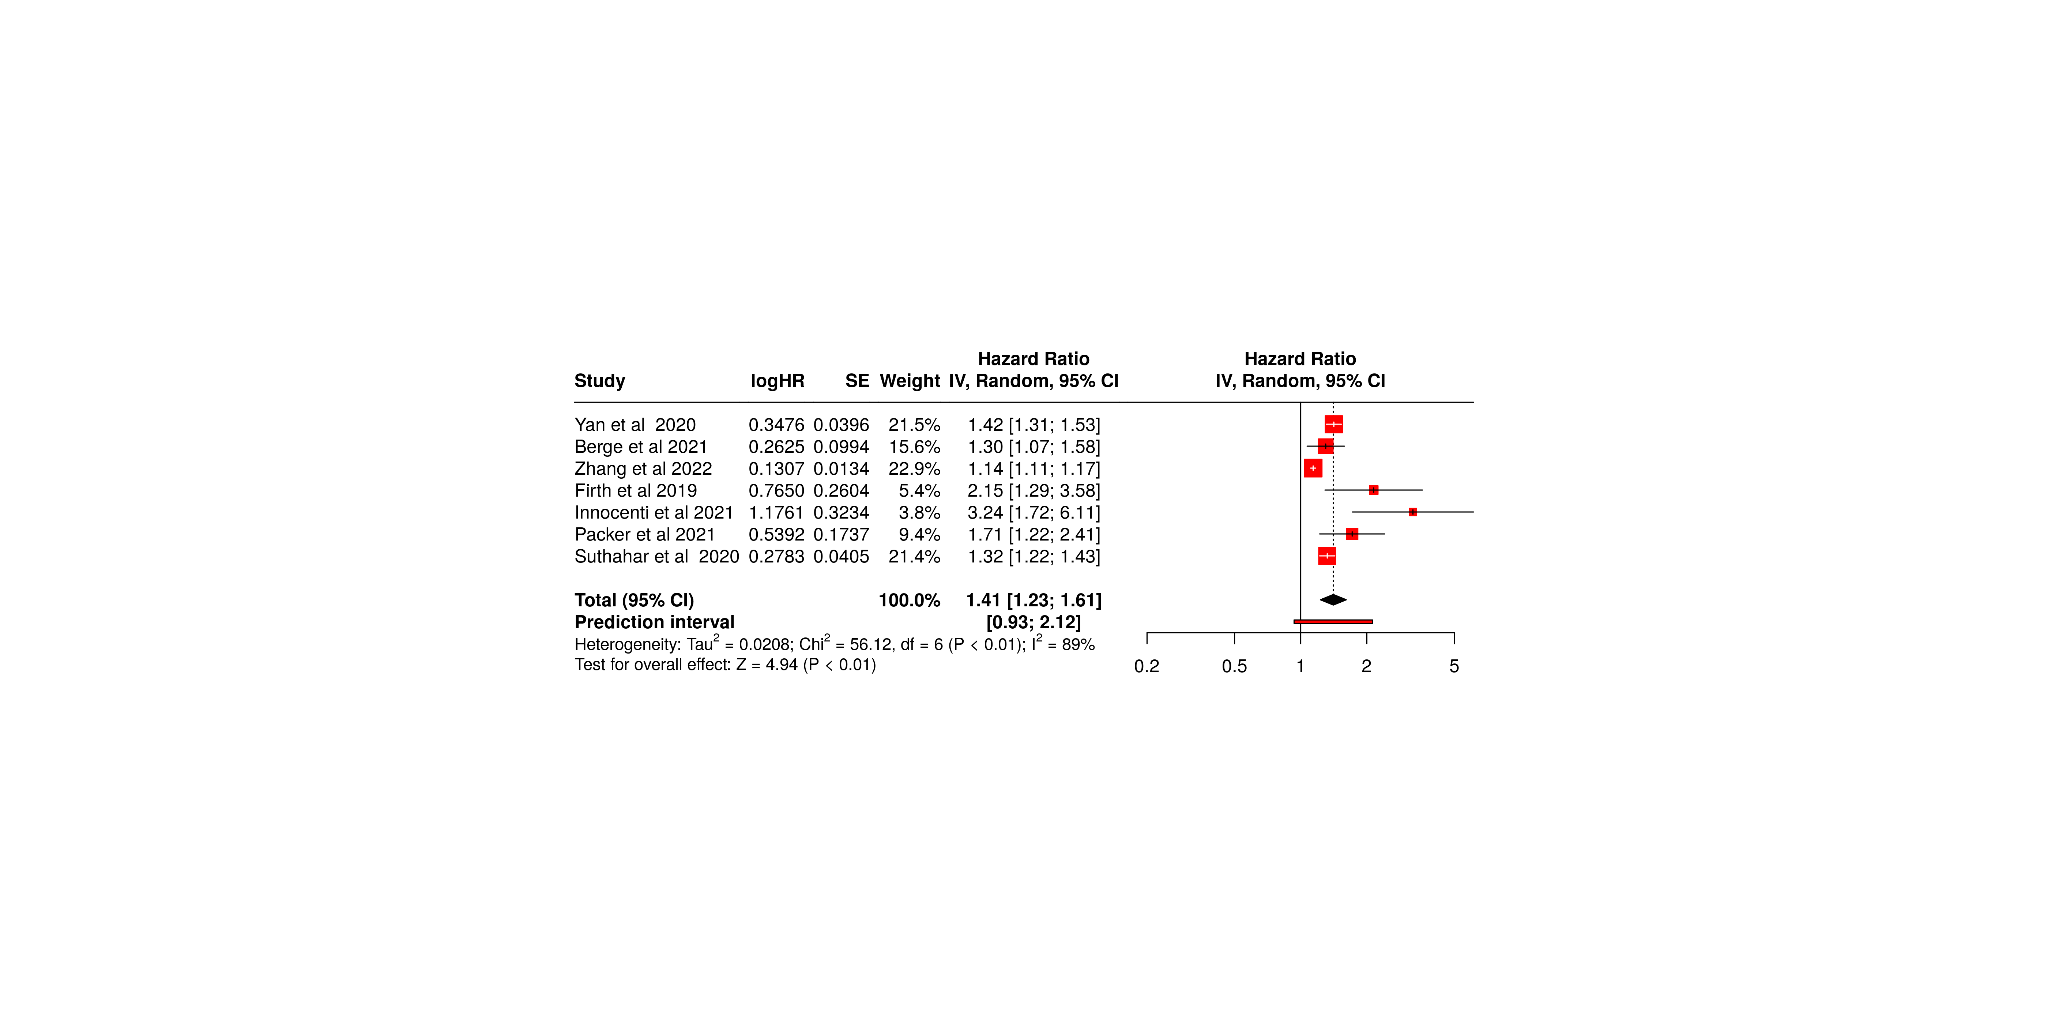 Hazard Ratio Hazard Ratio
Study logHR SE Weight IV, Random, 95% CI IV, Random, 95% CI
Yan et al 2020 0.3476 0.0396 21.5% 1.42 [1.31; 1.53]
Berge et al 2021 0.2625 0.0994 15.6% 1.30 [1.07; 1.58]
Zhang et al 2022 0.1307 0.0134 22.9% 1.14 [1.11; 1.17]
Firth et al 2019 0.7650 0.2604 5.4% 2.15 [1.29; 3.58]
Innocenti et al 2021 1.1761 0.3234 3.8% 3.24 [1.72; 6.11]
Packer et al 2021 0.5392 0.1737 9.4% 1.71 [1.22; 2.41]
Suthahar et al 2020 0.2783 0.0405 21.4% 1.32 [1.22; 1.43]
Total (95% CI) 100.0% 1.41 [1.23; 1.61]
Prediction interval [0.93; 2.12]
Heterogeneity: Tau² = 0.0208; Chi² = 56.12, df = 6 (P < 0.01); I² = 89%
Test for overall effect: Z = 4.94 (P < 0.01)
0.2 0.5 1 2 5